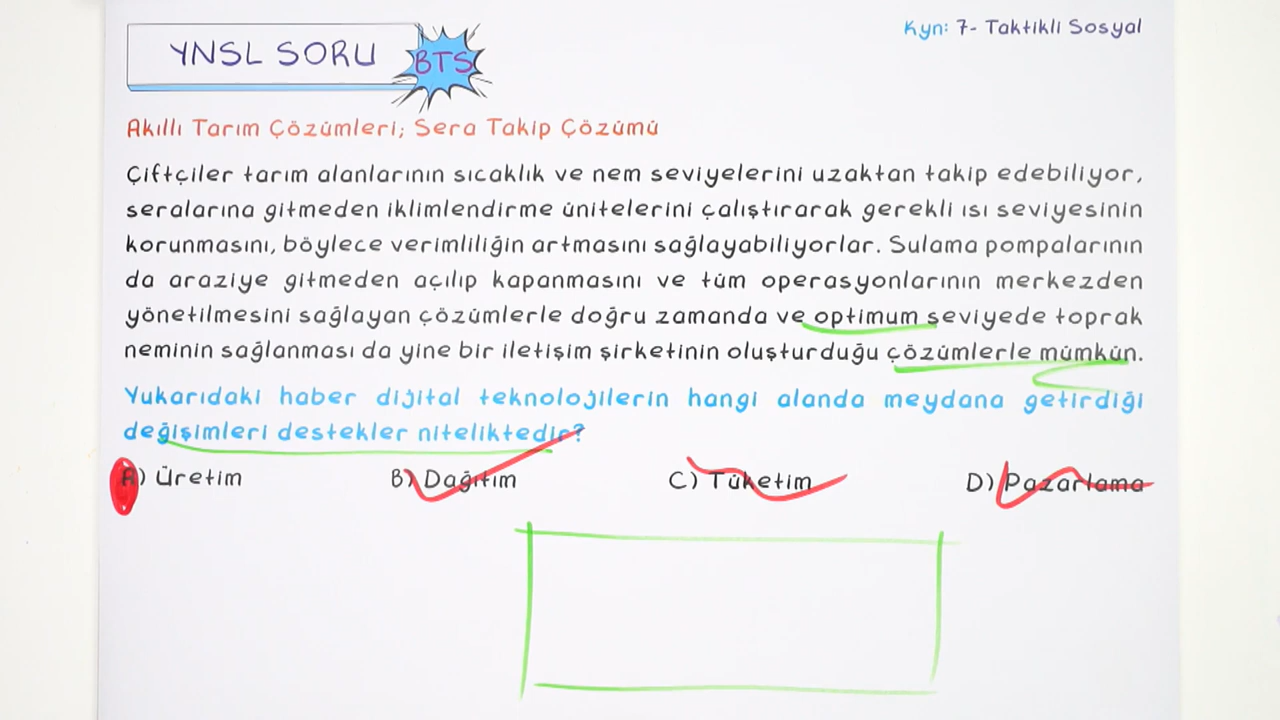 YNSL SORU
BTS
Kyn: 7- Taktikli Sosyal
Akıllı Tarım Çözümleri; Sera Takip Çözümü
Çiftçiler tarım alanlarının sıcaklık ve nem seviyelerini uzaktan takip edebiliyor,
seralarına gitmeden iklimlendirme ünitelerini çalıştırarak gerekli ısı seviyesinin
korunmasını, böylece verimliliğin artmasını sağlayabiliyorlar. Sulama pompalarının
da araziye gitmeden açılıp kapanmasını ve tüm operasyonlarının merkezden
yönetilmesini sağlayan çözümlerle doğru zamanda ve optimum seviyede toprak
neminin sağlanması da yine bir iletişim şirketinin oluşturduğu çözümlerle mümkün.
Yukarıdaki haber dijital teknolojilerin hangi alanda meydana getirdiği
değişimleri destekler niteliktedir?
A) Üretim B) Dağıtım C) Tüketim D) Pazarlama